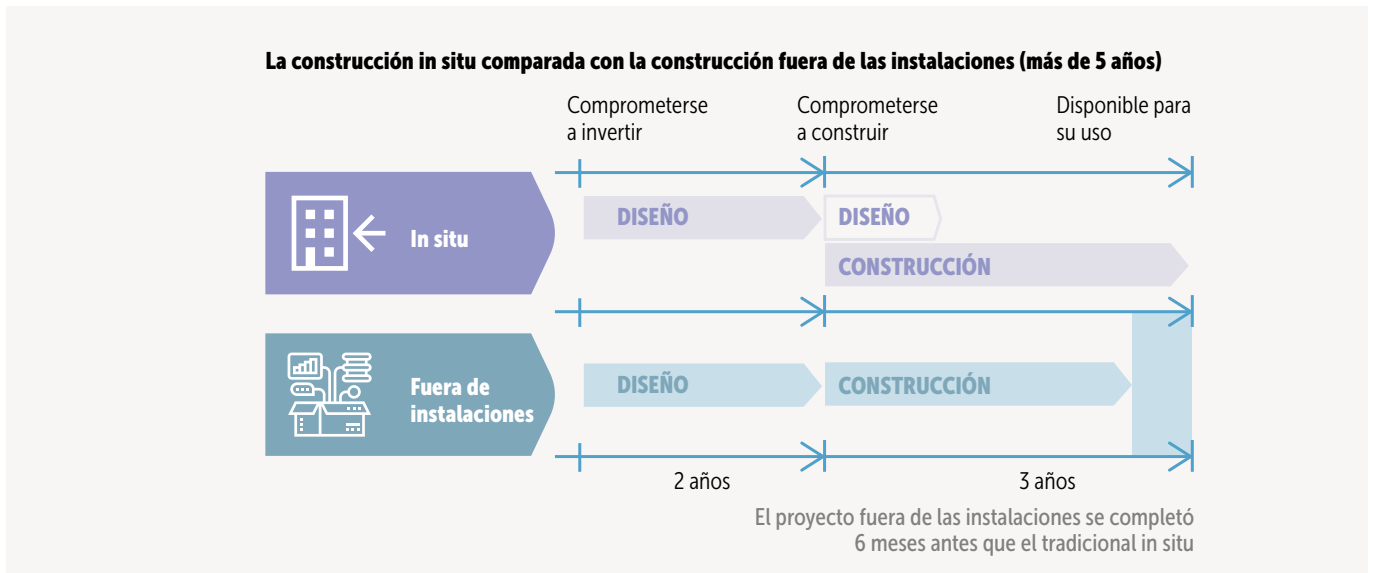 La construcción in situ comparada con la construcción fuera de las instalaciones (más de 5 años)
Comprometerse
a invertir
Comprometerse
a construir
Disponible para
su uso
In situ
DISEÑO
DISEÑO
CONSTRUCCIÓN
Fuera de
instalaciones
DISEÑO
CONSTRUCCIÓN
2 años
3 años
El proyecto fuera de las instalaciones se completó
6 meses antes que el tradicional in situ